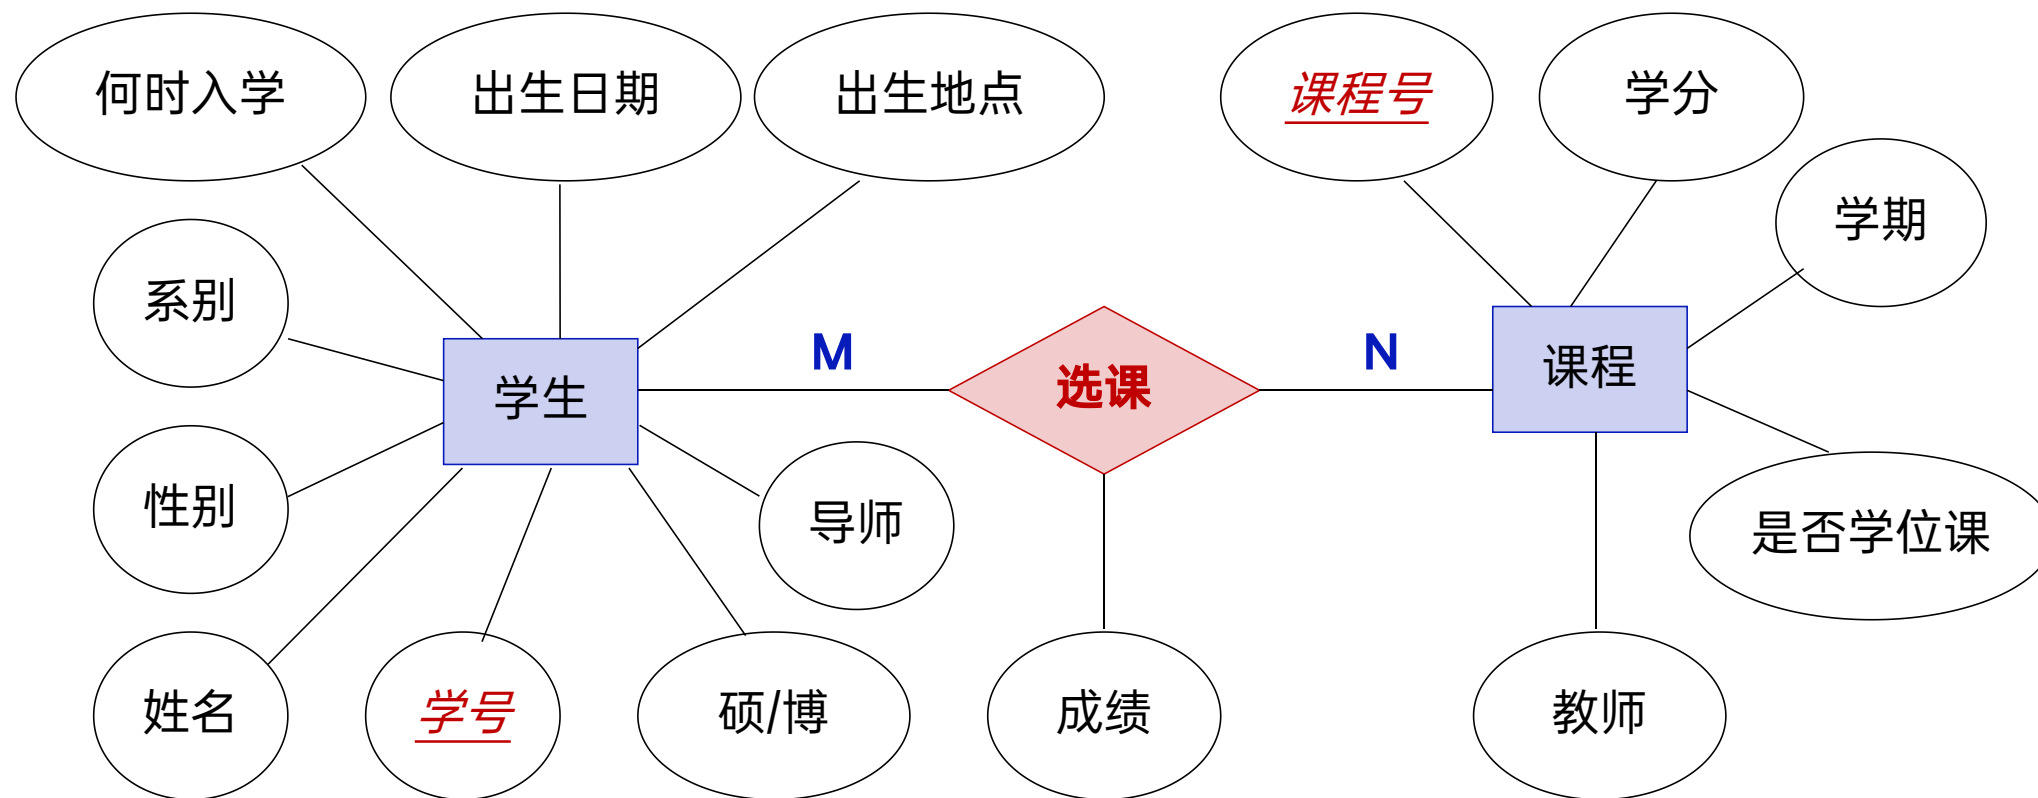 何时入学
出生日期
出生地点
课程号
学分
学期
系别
M
N
学生
选课
课程
性别
导师
是否学位课
姓名
学号
硕/博
成绩
教师